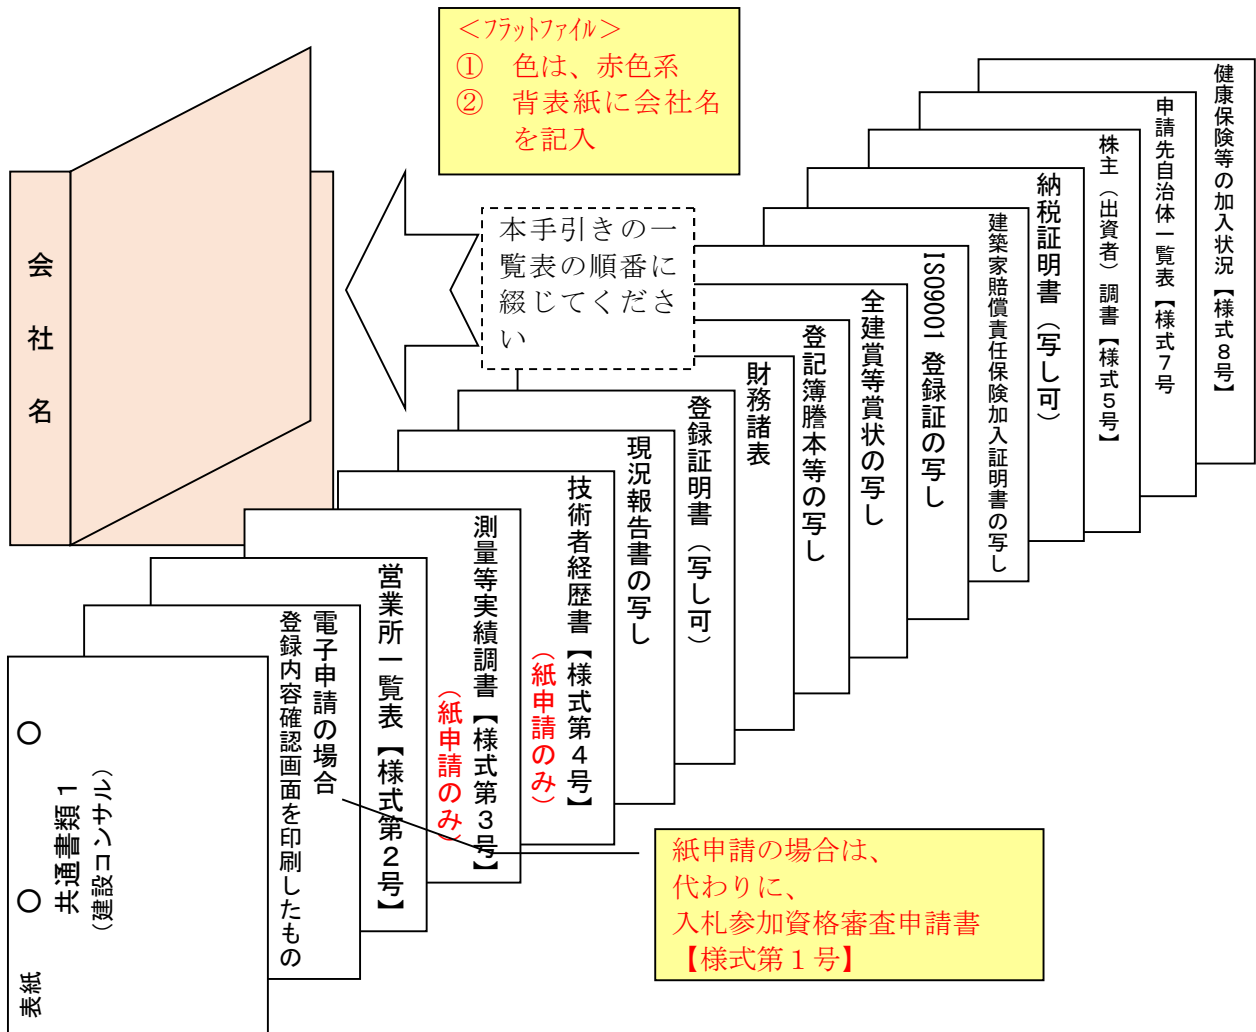 ＜フラットファイル＞
①　色は、赤色系
②　背表紙に会社名
を記入
会社名
本手引きの一
覧表の順番に
綴じてくださ
い
健康保険等の加入状況【様式８号】
申請先自治体一覧表【様式７号
株主（出資者）調書【様式５号】
納税証明書（写し可）
建築家賠償責任保険加入証明書の写し
ISO9001 登録証の写し
全建賞等賞状の写し
登記簿謄本等の写し
財務諸表
登録証明書（写し可）
現況報告書の写し
技術者経歴書【様式第４号】
（紙申請のみ）
測量等実績調書【様式第３号】
（紙申請のみ）
営業所一覧表【様式第２号】
電子申請の場合
登録内容確認画面を印刷したもの
共通書類１
（建設コンサル）
表紙
紙申請の場合は、
代わりに、
入札参加資格審査申請書
【様式第１号】